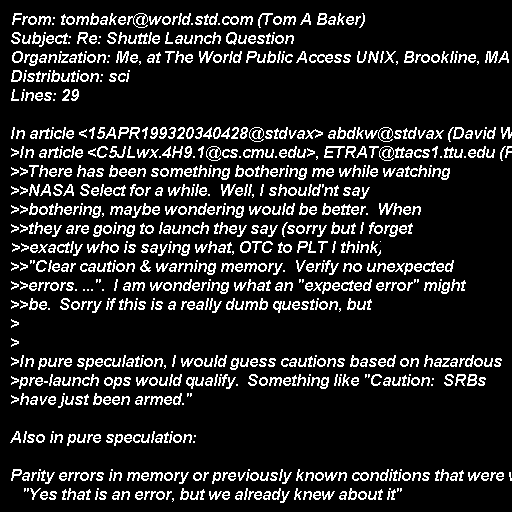 From: tombaker@world.std.com (Tom A Baker)
Subject: Re: Shuttle Launch Question
Organization: Me, at The World Public Access UNIX, Brookline, MA
Distribution: sci
Lines: 29

In article <15APR199320340428@stdvax> abdkw@stdvax (David
>In article <C5JLwx.4H9.1@cs.cmu.edu>, ETRAT@ttacs1.ttu.edu
>>There has been something bothering me while watching
>>NASA Select for a while.  Well, I should'nt say
>>bothering, maybe wondering would be better.  When
>>they are going to launch they say (sorry but I forget
>>exactly who is saying what, OTC to PLT I think)
>>"Clear caution & warning memory.  Verify no unexpected
>>errors. ...".  I am wondering what an "expected error" might
>>be.  Sorry if this is a really dumb question, but
>
>
>In pure speculation, I would guess cautions based on hazardous
>pre-launch ops would qualify.  Something like "Caution:  SRBs
>have just been armed."

Also in pure speculation:

Parity errors in memory or previously known conditions that were
  "Yes that is an error, but we already knew about it"